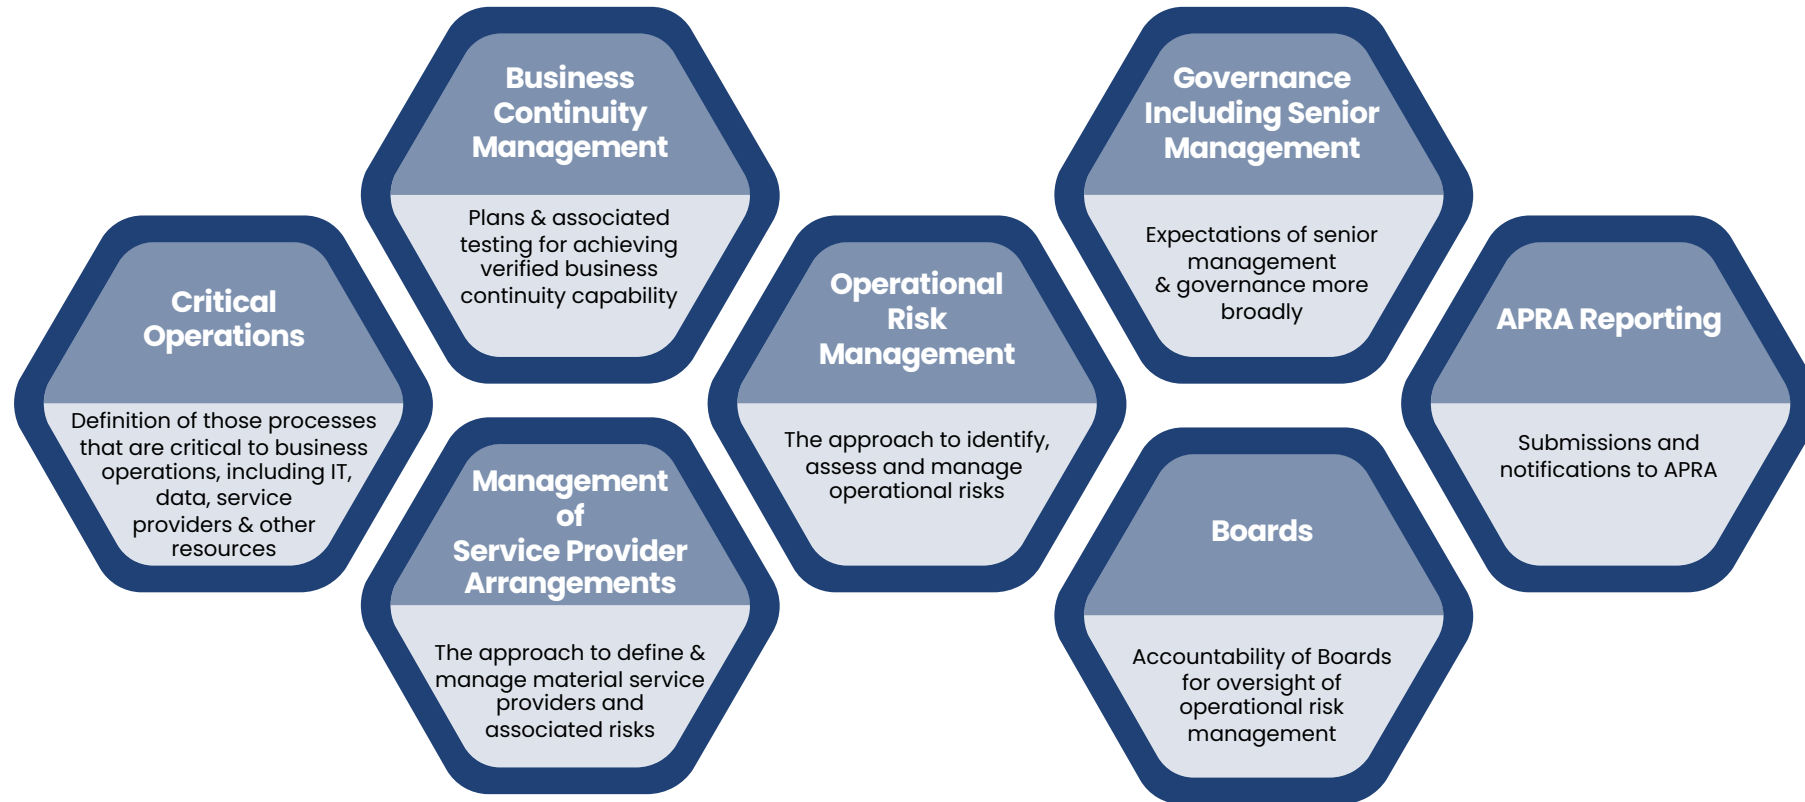 Critical
Operations
Definition of those processes
that are critical to business
operations, including IT,
data, service
providers & other
resources
Business
Continuity
Management
Plans & associated
testing for achieving
verified business
continuity capability
Management
of
Service Provider
Arrangements
The approach to define &
manage material service
providers and
associated risks
Operational
Risk
Management
The approach to identify,
assess and manage
operational risks
Governance
Including Senior
Management
Expectations of senior
management
& governance more
broadly
Boards
Accountability of Boards
for oversight of
operational risk
management
APRA Reporting
Submissions and
notifications to APRA